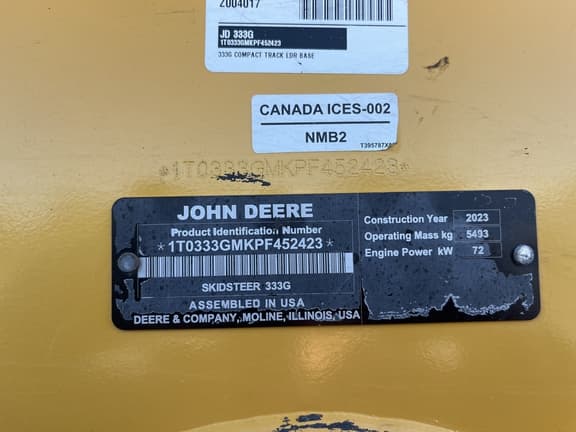 Z004017
JD 333G
1T0333GMKPF452423
333G COMPACT TRACK LDR BASE
CANADA ICES-002
NMB2
*1T0333GMKPF452423*
JOHN DEERE
Product Identification Number
*1T0333GMKPF452423*
SKIDSTEER 333G
ASSEMBLED IN USA
DEERE & COMPANY, MOLINE, ILLINOIS, USA
Construction Year 2023
Operating Mass kg 5493
Engine Power kW 72